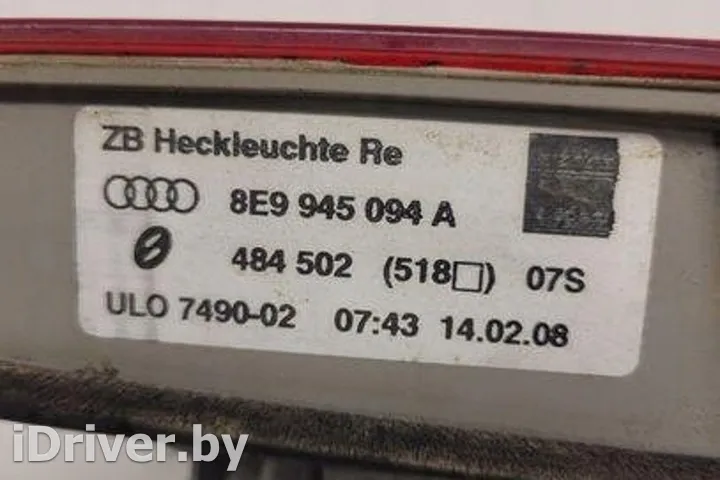 ZB Heckleuchte Re
8E9 945 094 A
484 502 (518□) 07S
ULO 7490-02 07:43 14.02.08
iDriver.by